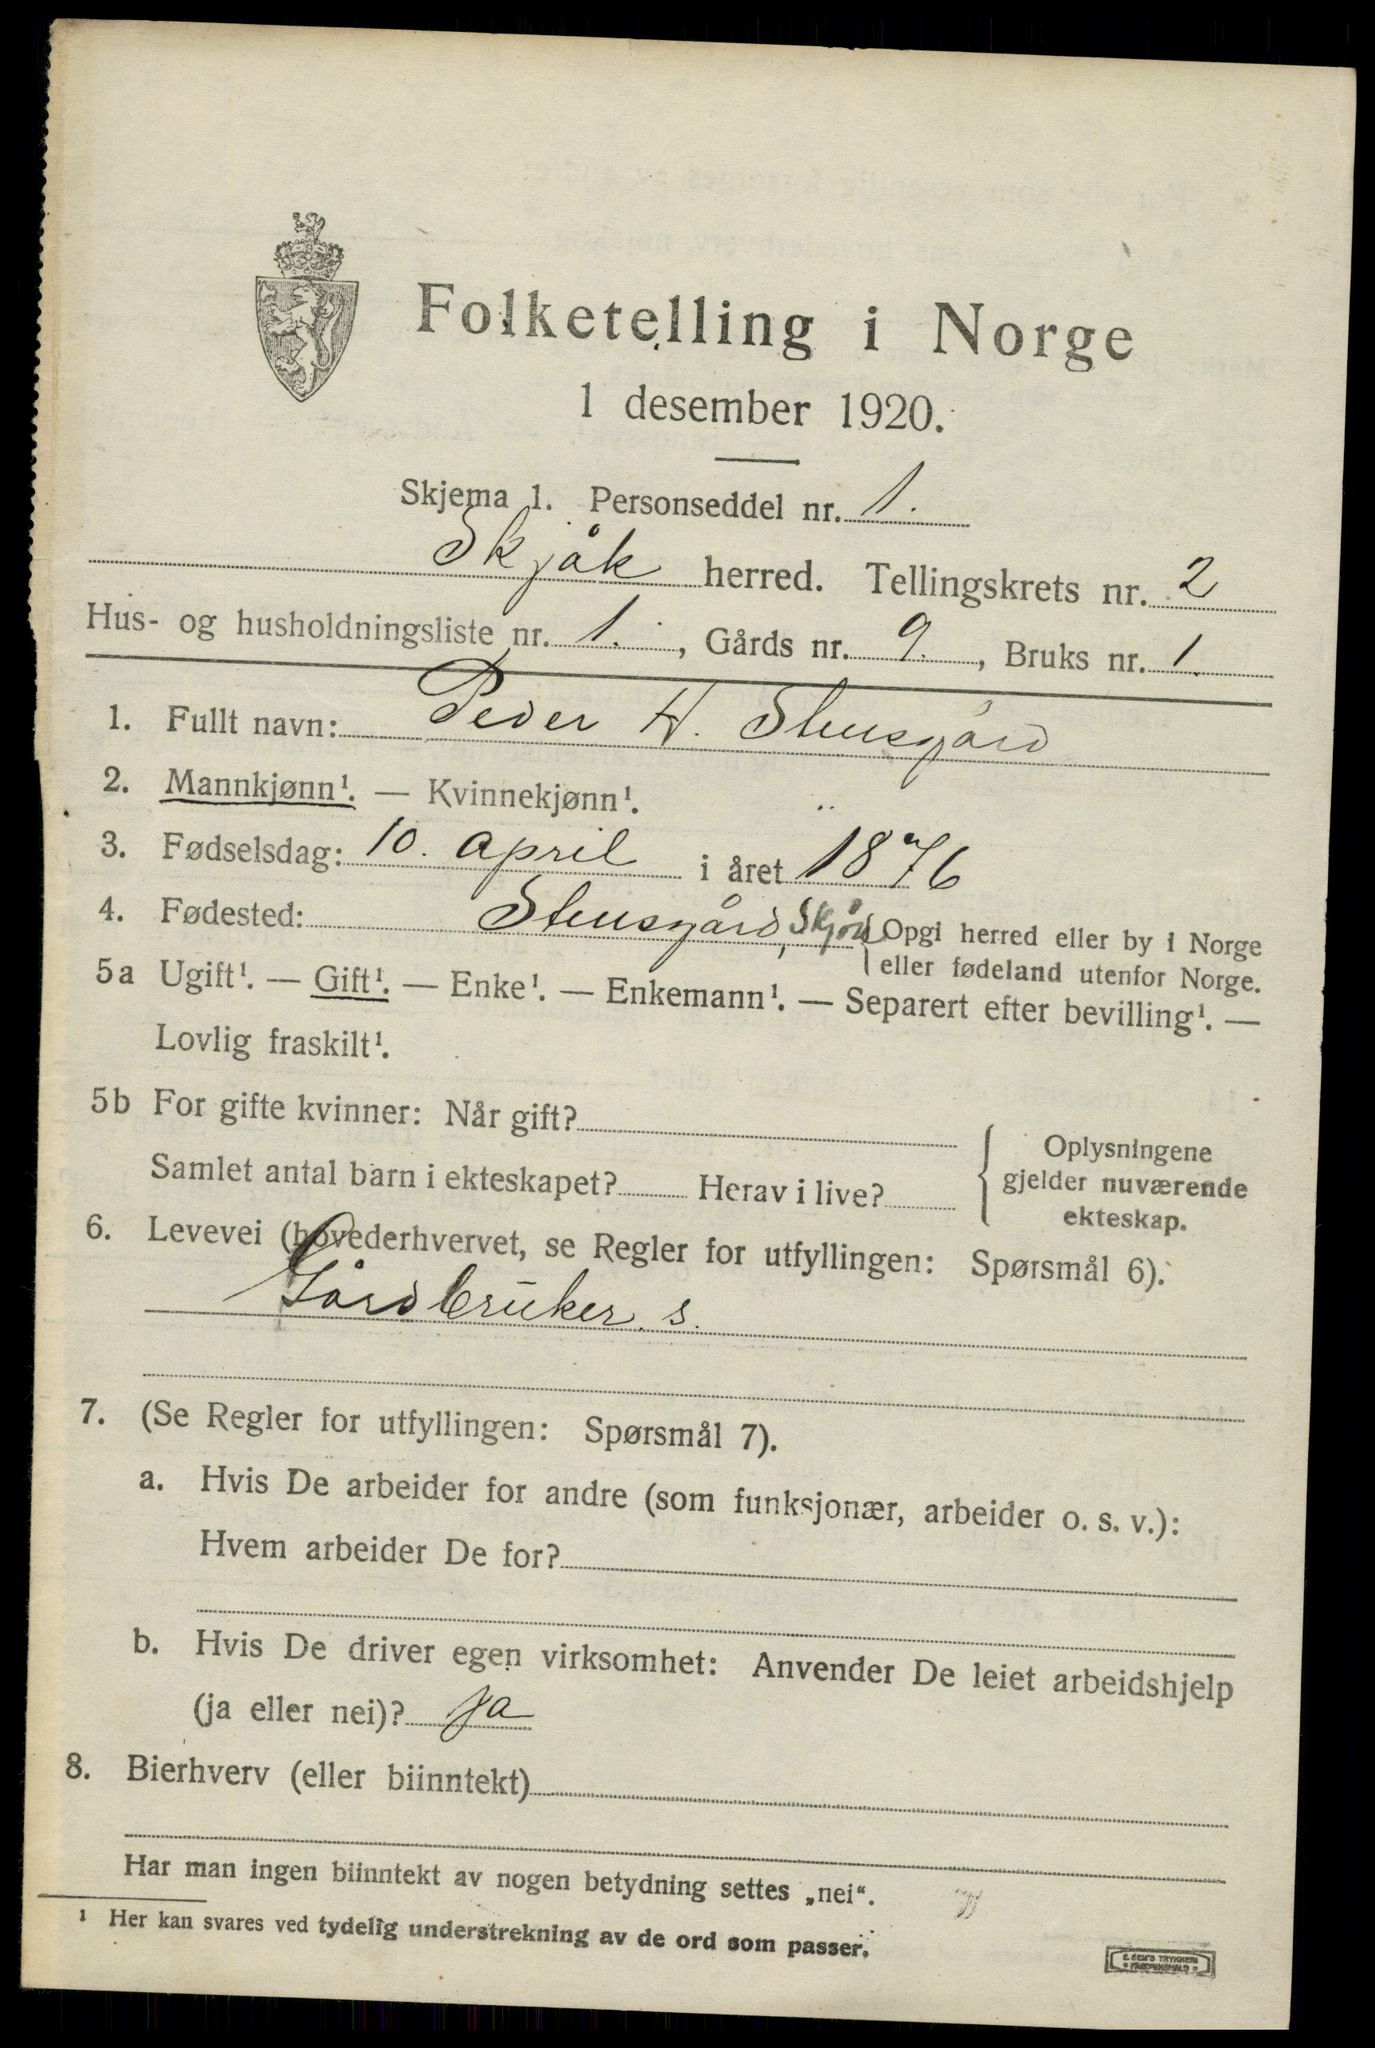 Folketelling i Norge
1 desember 1920.
Skjema 1. Personseddel nr. 1.
Skjåk herred. Tellingskrets nr. 2
Hus- og husholdningsliste nr. 1., Gårds nr. 9., Bruks nr. 1.
1. Fullt navn: Peder H. Stensgård
2. Mannkjønn¹. — Kvinnekjønn¹.
3. Fødselsdag: 10. april i året 1876
4. Fødested: Stensgård, Skjåk { Opgi herred eller by i Norge
eller fødeland utenfor Norge.
5a Ugift¹. — Gift¹. — Enke¹. — Enkemann¹. — Separert efter bevilling¹. —
Lovlig fraskilt¹.
5b For gifte kvinner: Når gift?
Samlet antal barn i ekteskapet? Herav i live?
{ Oplysningene
gjelder nuværende
ekteskap.
6. Levevei (hovederhvervet, se Regler for utfyllingen: Spørsmål 6).
Gårdbruker. s.
7. (Se Regler for utfyllingen: Spørsmål 7).
a. Hvis De arbeider for andre (som funksjonær, arbeider o. s. v.):
Hvem arbeider De for?
b. Hvis De driver egen virksomhet: Anvender De leiet arbeidshjelp
(ja eller nei)? ja
8. Bierhverv (eller biinntekt)
Har man ingen biinntekt av nogen betydning settes „nei“.
¹ Her kan svares ved tydelig understrekning av de ord som passer.